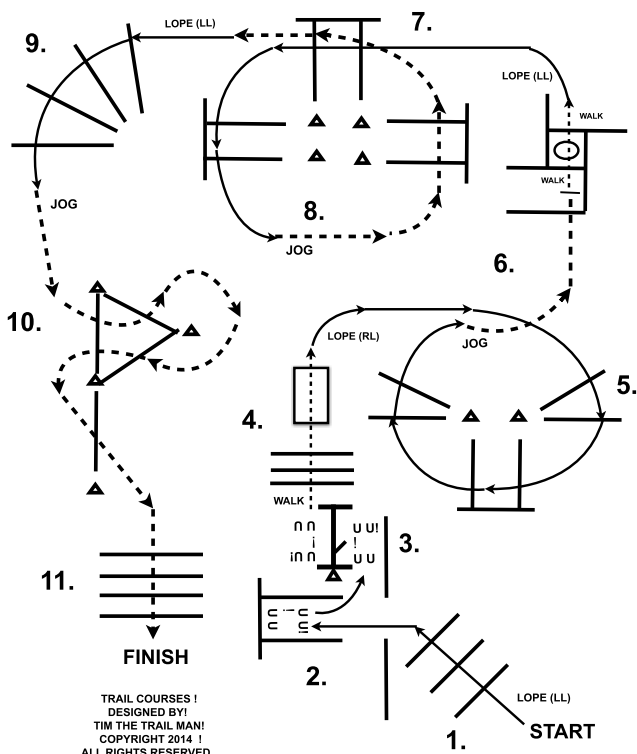 LOPE (LL)
7.
9.
LOPE (LL)
WALK
WALK
JOG
8.
JOG
6.
10.
LOPE (RL)
JOG
5.
4.
WALK
3.
11.
2.
FINISH
LOPE (LL)
START
1.
TRAIL COURSES !
DESIGNED BY!
TIM THE TRAIL MAN!
COPYRIGHT 2014 !
ALL RIGHTS RESERVED